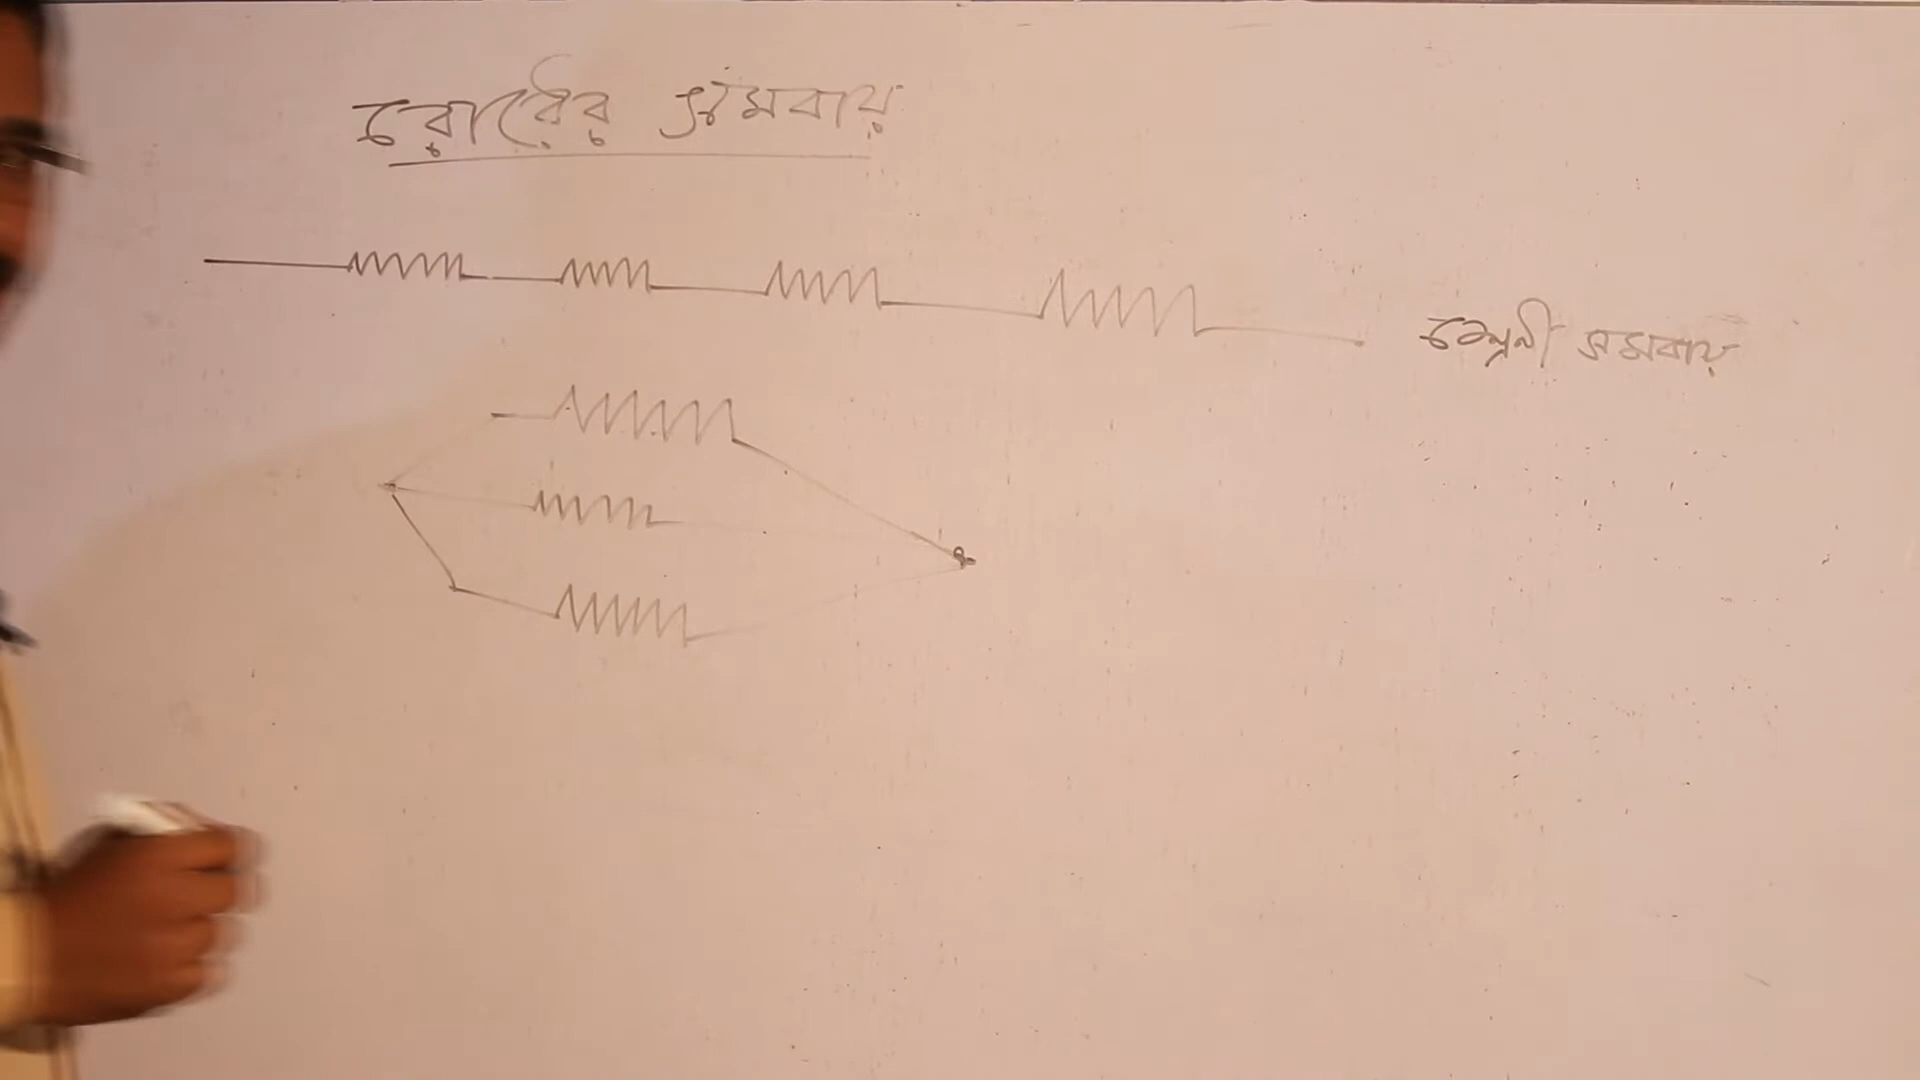 রোধের সমবায়
শ্রেণী সমবায়